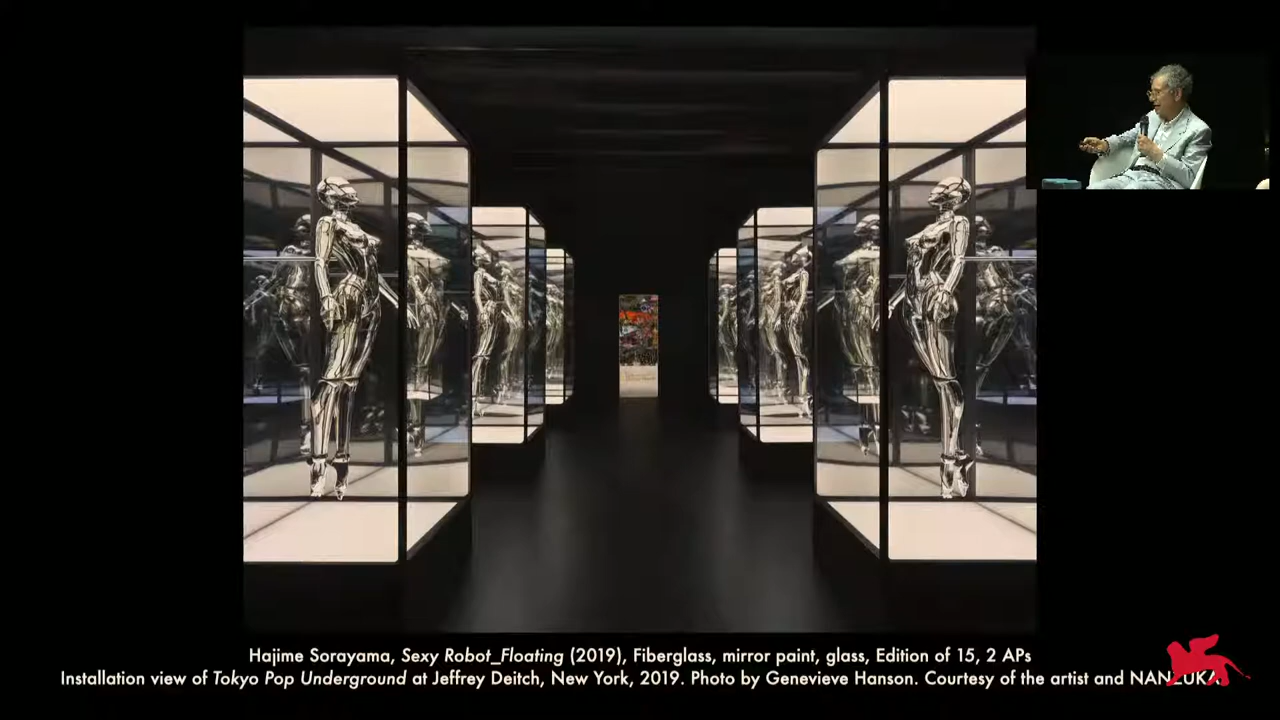 Hajime Sorayama, Sexy Robot_Floating (2019), Fiberglass, mirror paint, glass, Edition of 15, 2 APs
Installation view of Tokyo Pop Underground at Jeffrey Deitch, New York, 2019. Photo by Genevieve Hanson. Courtesy of the artist and NANZUKA